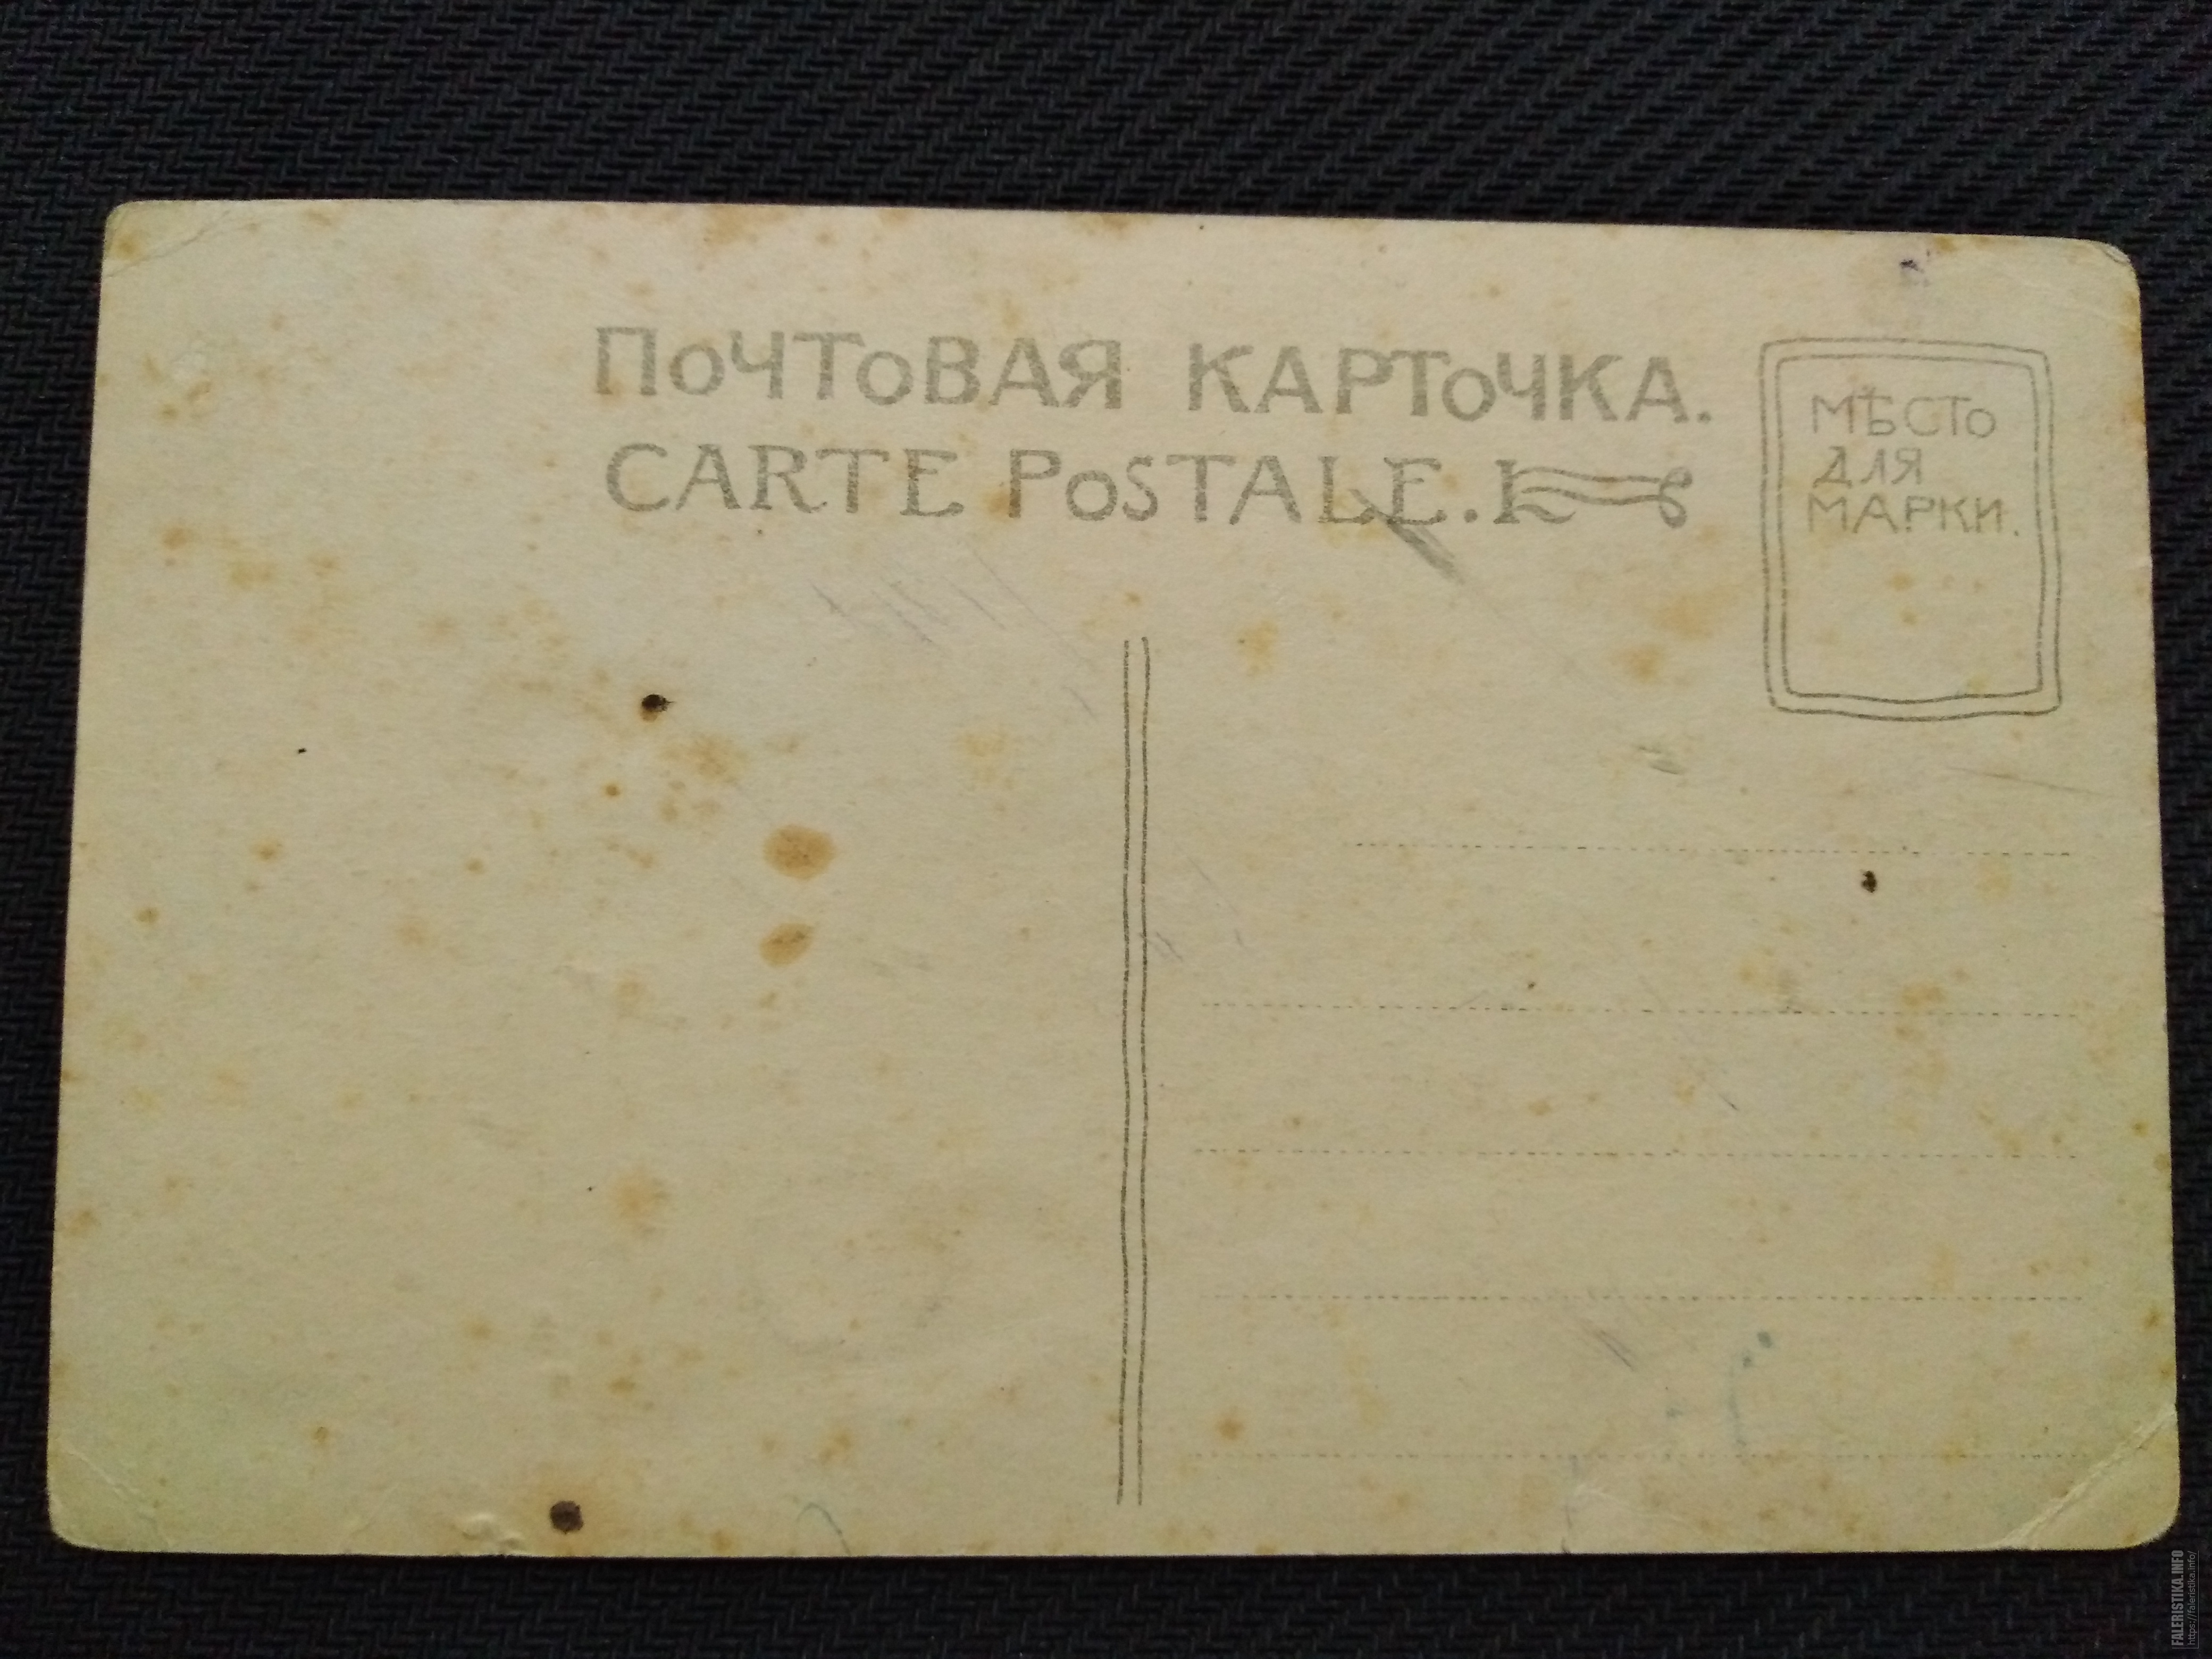 ПОЧТОВАЯ КАРТОЧКА.
CARTE POSTALE.
МѢСТО
ДЛЯ
МАРКИ.
FALERISTIKA.INFO
https://faleristika.info/